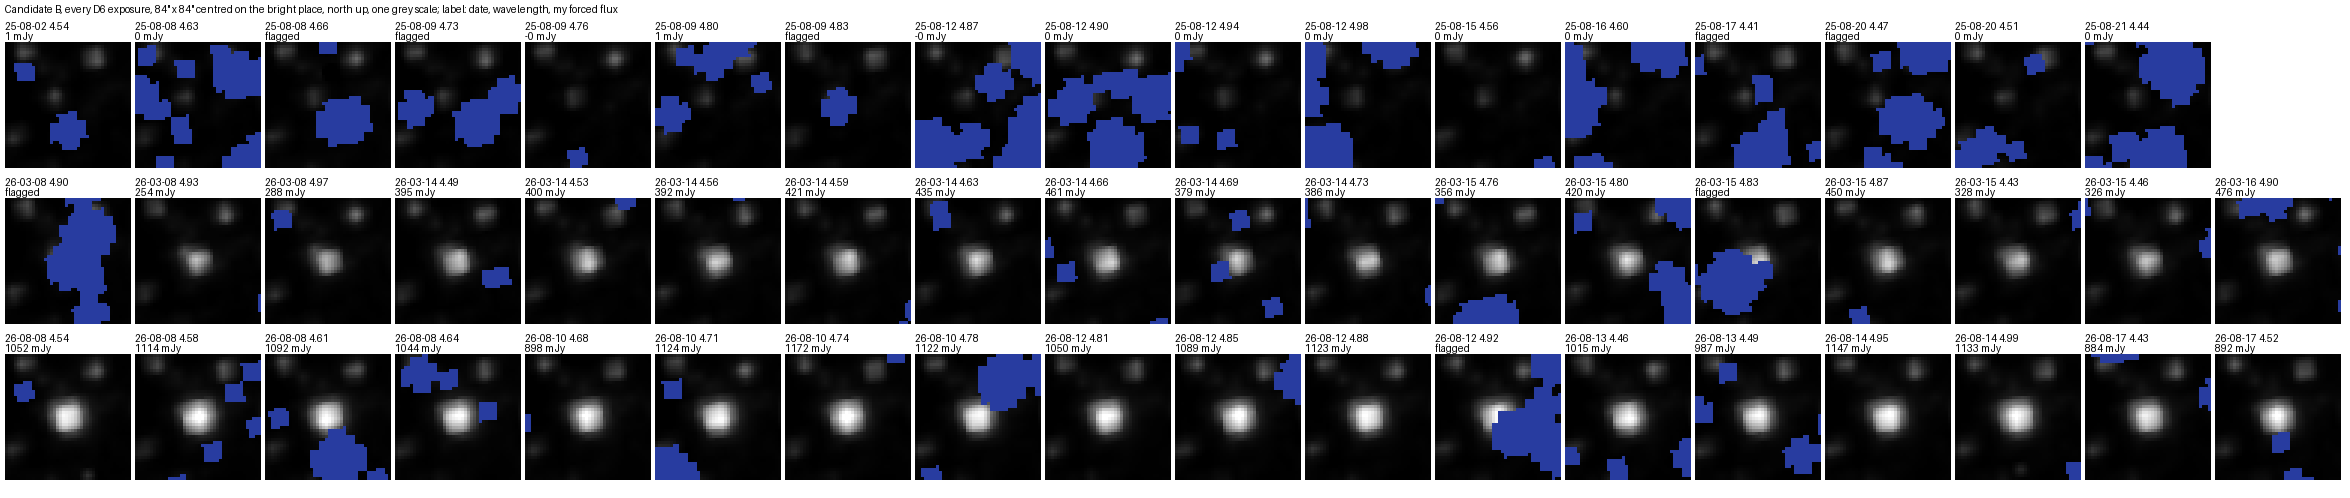 Candidate B, every D6 exposure, 84" x 84" centred on the bright place, north up, one grey scale; label: date, wavelength, my forced flux
25-08-02 4.54
1 mJy
25-08-08 4.63
0 mJy
25-08-08 4.66
flagged
25-08-09 4.73
flagged
25-08-09 4.76
-0 mJy
25-08-09 4.80
1 mJy
25-08-09 4.83
flagged
25-08-12 4.87
-0 mJy
25-08-12 4.90
0 mJy
25-08-12 4.94
0 mJy
25-08-12 4.98
0 mJy
25-08-15 4.56
0 mJy
25-08-16 4.60
0 mJy
25-08-17 4.41
flagged
25-08-20 4.47
flagged
25-08-20 4.51
0 mJy
25-08-21 4.44
0 mJy
26-03-08 4.90
flagged
26-03-08 4.93
254 mJy
26-03-08 4.97
288 mJy
26-03-14 4.49
395 mJy
26-03-14 4.53
400 mJy
26-03-14 4.56
392 mJy
26-03-14 4.59
421 mJy
26-03-14 4.63
435 mJy
26-03-14 4.66
461 mJy
26-03-14 4.69
379 mJy
26-03-14 4.73
386 mJy
26-03-15 4.76
356 mJy
26-03-15 4.80
420 mJy
26-03-15 4.83
flagged
26-03-15 4.87
450 mJy
26-03-15 4.43
328 mJy
26-03-15 4.46
326 mJy
26-03-16 4.90
476 mJy
26-08-08 4.54
1052 mJy
26-08-08 4.58
1114 mJy
26-08-08 4.61
1092 mJy
26-08-08 4.64
1044 mJy
26-08-10 4.68
898 mJy
26-08-10 4.71
1124 mJy
26-08-10 4.74
1172 mJy
26-08-10 4.78
1122 mJy
26-08-12 4.81
1050 mJy
26-08-12 4.85
1089 mJy
26-08-12 4.88
1123 mJy
26-08-12 4.92
flagged
26-08-13 4.46
1015 mJy
26-08-13 4.49
987 mJy
26-08-14 4.95
1147 mJy
26-08-14 4.99
1133 mJy
26-08-17 4.43
884 mJy
26-08-17 4.52
892 mJy